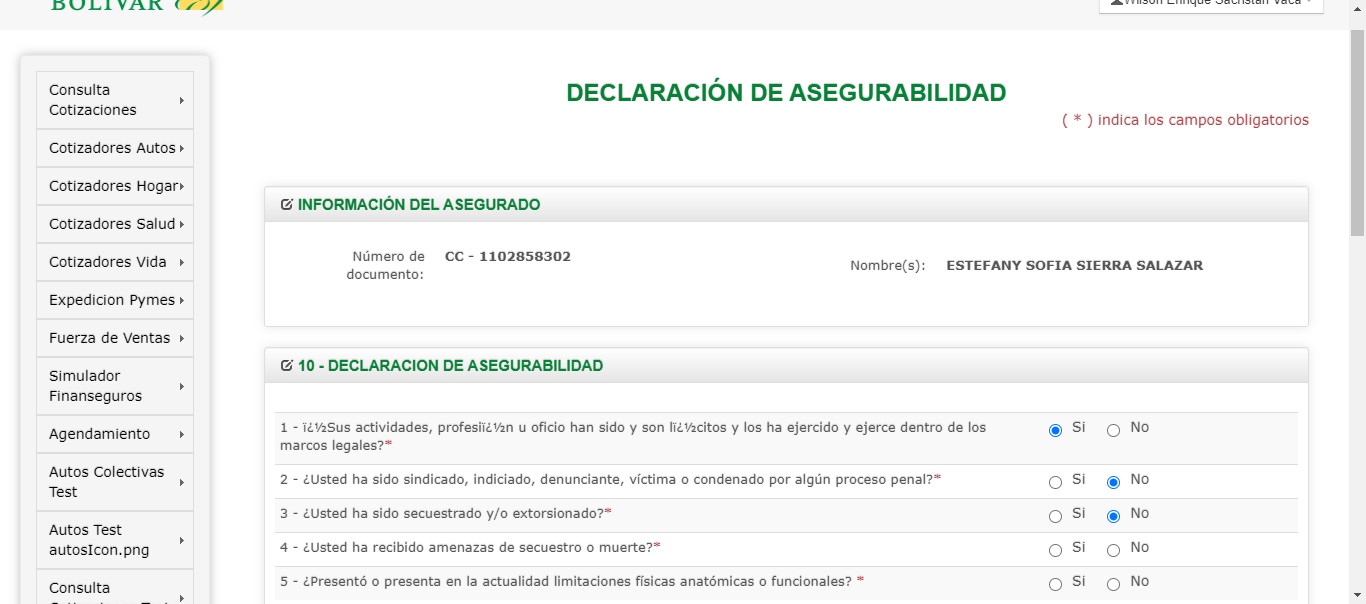 BOLÍVAR
Wilson Enrique Sachstan Vaca
Consulta
Cotizaciones
Cotizadores Autos
Cotizadores Hogar
Cotizadores Salud
Cotizadores Vida
Expedicion Pymes
Fuerza de Ventas
Simulador
Finanseguros
Agendamiento
Autos Colectivas
Test
Autos Test
autosIcon.png
Consulta
DECLARACIÓN DE ASEGURABILIDAD
( * ) indica los campos obligatorios
INFORMACIÓN DEL ASEGURADO
Número de
documento:
CC - 1102858302
Nombre(s): ESTEFANY SOFIA SIERRA SALAZAR
10 - DECLARACION DE ASEGURABILIDAD
1 - ï¿½Sus actividades, profesiï¿½n u oficio han sido y son lï¿½citos y los ha ejercido y ejerce dentro de los
marcos legales?* Si No
2 - ¿Usted ha sido sindicado, indiciado, denunciante, víctima o condenado por algún proceso penal?* Si No
3 - ¿Usted ha sido secuestrado y/o extorsionado?* Si No
4 - ¿Usted ha recibido amenazas de secuestro o muerte?* Si No
5 - ¿Presentó o presenta en la actualidad limitaciones físicas anatómicas o funcionales? * Si No